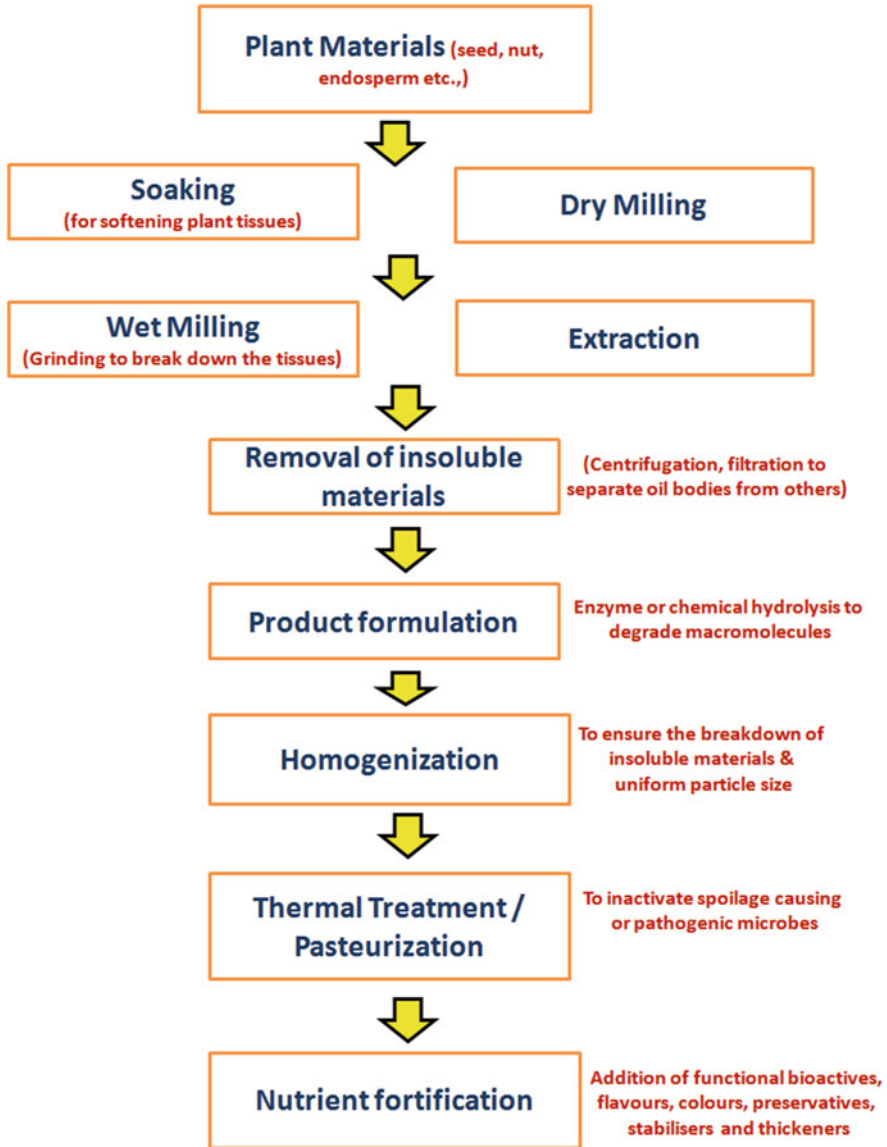 Plant Materials (seed, nut,
endosperm etc.,)
Soaking
(for softening plant tissues)
Dry Milling
Wet Milling
(Grinding to break down the tissues)
Extraction
Removal of insoluble
materials
(Centrifugation, filtration to
separate oil bodies from others)
Product formulation
Enzyme or chemical hydrolysis to
degrade macromolecules
Homogenization
To ensure the breakdown of
insoluble materials &
uniform particle size
Thermal Treatment /
Pasteurization
To inactivate spoilage causing
or pathogenic microbes
Nutrient fortification
Addition of functional bioactives,
flavours, colours, preservatives,
stabilisers and thickeners